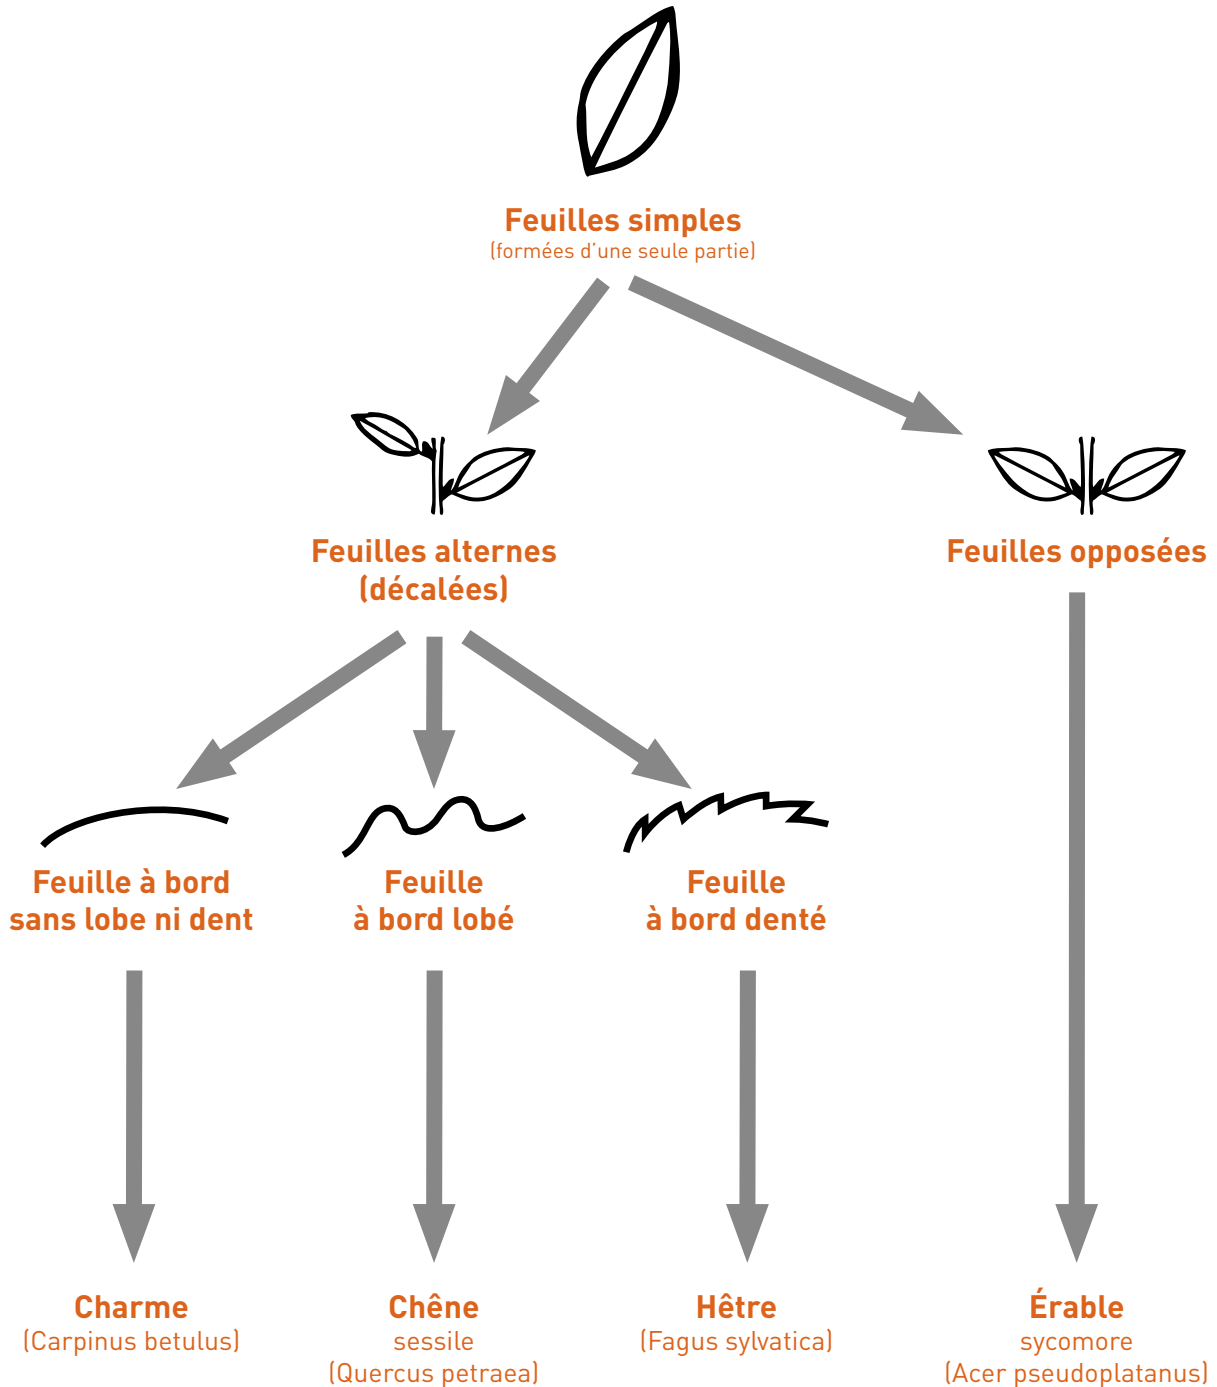 Feuilles simples
(formées d'une seule partie)
Feuilles alternes
(décalées)
Feuilles opposées
Feuille à bord
sans lobe ni dent
Feuille
à bord lobé
Feuille
à bord denté
Charme
(Carpinus betulus)
Chêne
sessile
(Quercus petraea)
Hêtre
(Fagus sylvatica)
Érable
sycomore
(Acer pseudoplatanus)